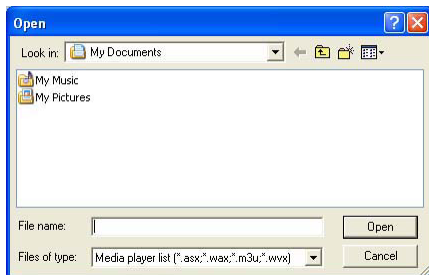 Open
Look in: My Documents
My Music
My Pictures
File name: Open
Files of type: Media player list (*.asx;*.wax;*.m3u;*.wvx) Cancel